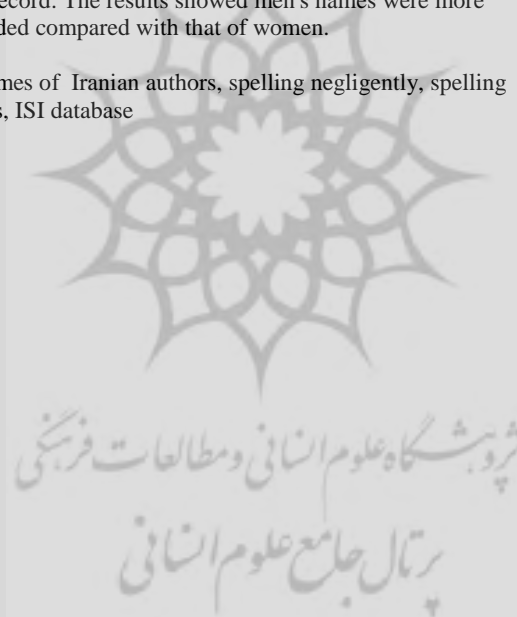 ecord. The results showed men's names were more
ded compared with that of women.
mes of Iranian authors, spelling negligently, spelling
s, ISI database
پژوهشگاه علوم انسانی و مطالعات فرهنگی
پرتال جامع علوم انسانی